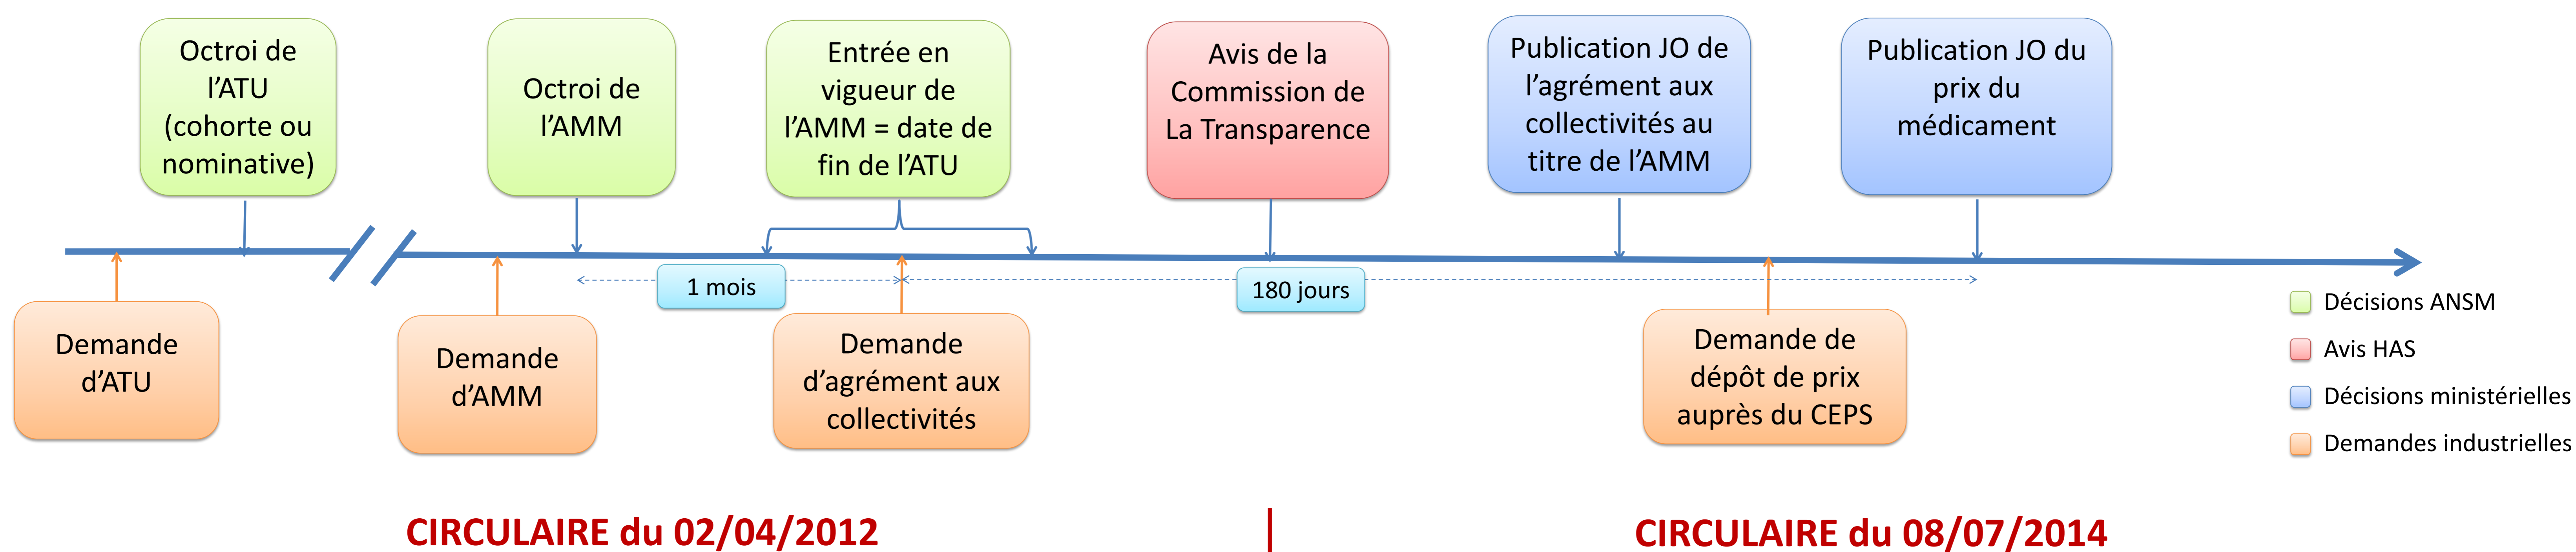 Octroi de
l’ATU
(cohorte ou
nominative)
Octroi de
l’AMM
Entrée en
vigueur de
l’AMM = date de
fin de l’ATU
Avis de la
Commission de
La Transparence
Publication JO de
l’agrément aux
collectivités au
titre de l’AMM
Publication JO du
prix du
médicament
1 mois
180 jours
Demande
d’ATU
Demande
d’AMM
Demande
d’agrément aux
collectivités
Demande de
dépôt de prix
auprès du CEPS
Décisions ANSM
Avis HAS
Décisions ministérielles
Demandes industrielles
CIRCULAIRE du 02/04/2012
CIRCULAIRE du 08/07/2014